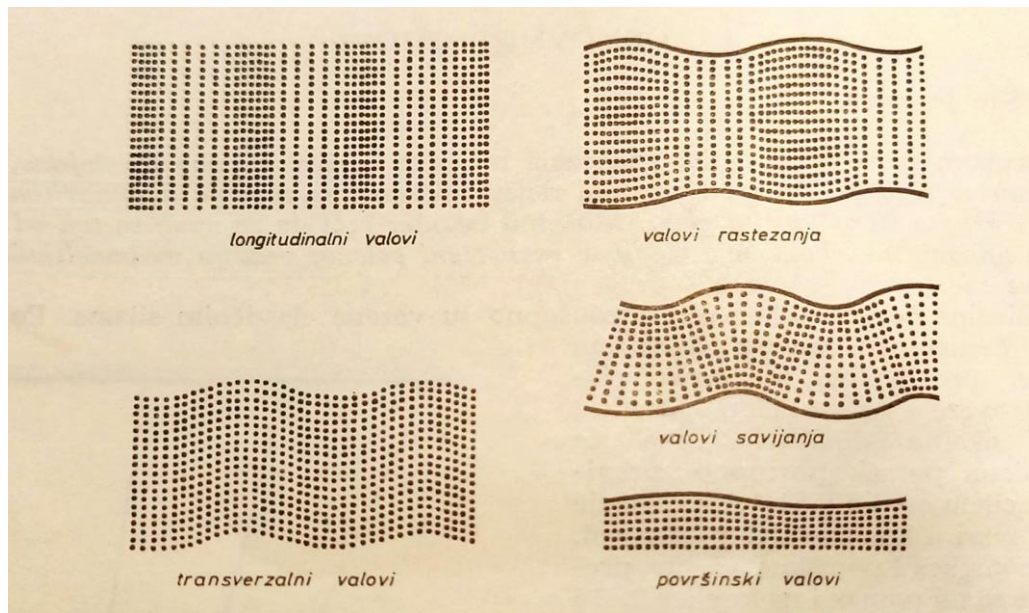 longitudinalni valovi
valovi rastezanja
valovi savijanja
transverzalni valovi
površinski valovi